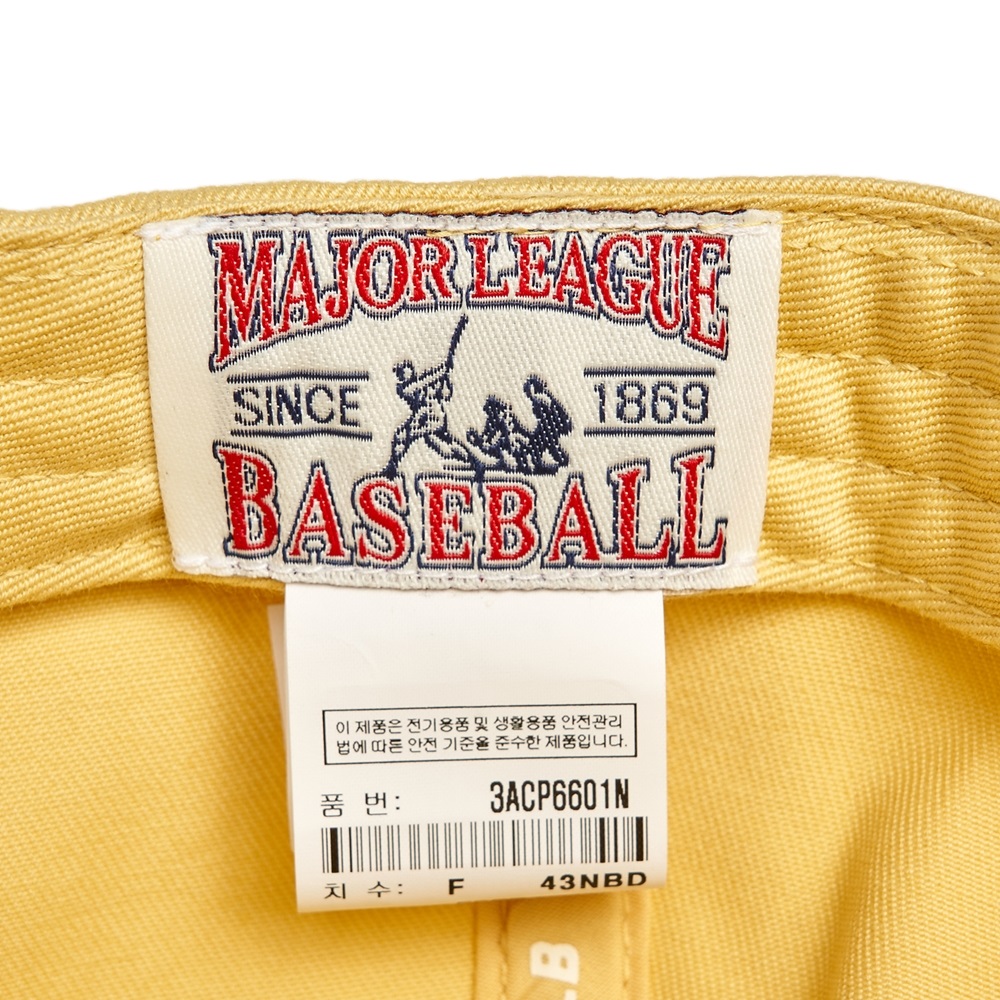 MAJOR LEAGUE
SINCE 1869
BASEBALL
이 제품은 전기용품 및 생활용품 안전관리
법에 따른 안전 기준을 준수한 제품입니다.
품 번: 3ACP6601N
치 수: F 43NBD
LB